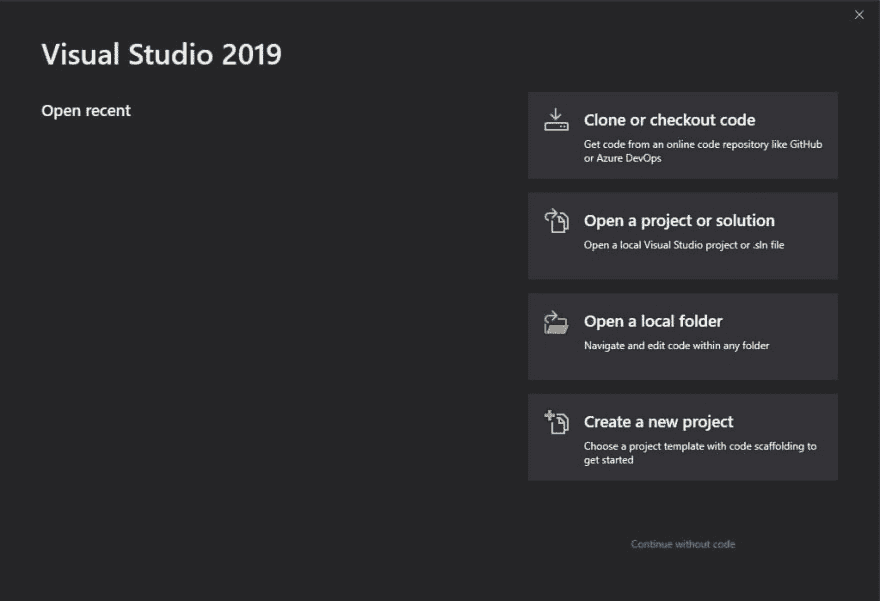 Visual Studio 2019
Open recent
Clone or checkout code
Get code from an online code repository like GitHub
or Azure DevOps
Open a project or solution
Open a local Visual Studio project or .sln file
Open a local folder
Navigate and edit code within any folder
Create a new project
Choose a project template with code scaffolding to
get started
Continue without code